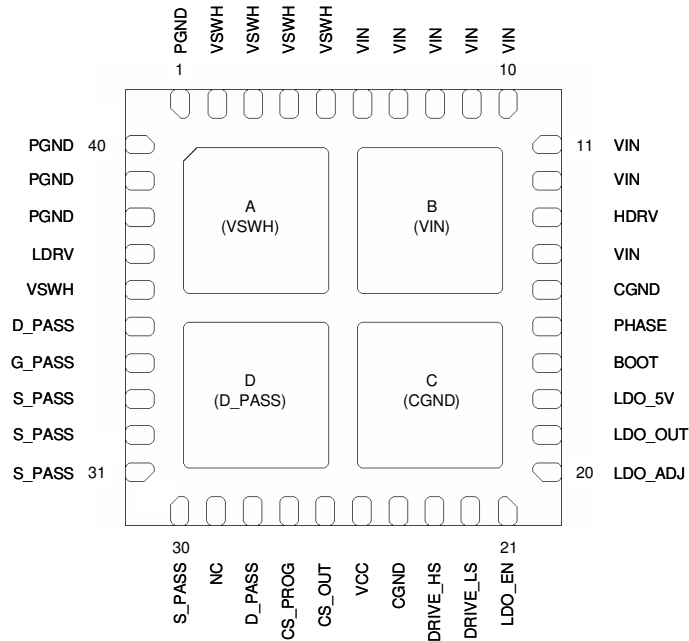 PGND
VSWH
VSWH
VSWH
VSWH
VIN
VIN
VIN
VIN
VIN
1
10
PGND 40
PGND
PGND
LDRV
VSWH
D_PASS
G_PASS
S_PASS
S_PASS
S_PASS 31
A
(VSWH)
B
(VIN)
D
(D_PASS)
C
(CGND)
11 VIN
VIN
HDRV
VIN
CGND
PHASE
BOOT
LDO_5V
LDO_OUT
20 LDO_ADJ
30
21
S_PASS
NC
D_PASS
CS_PROG
CS_OUT
VCC
CGND
DRIVE_HS
DRIVE_LS
LDO_EN